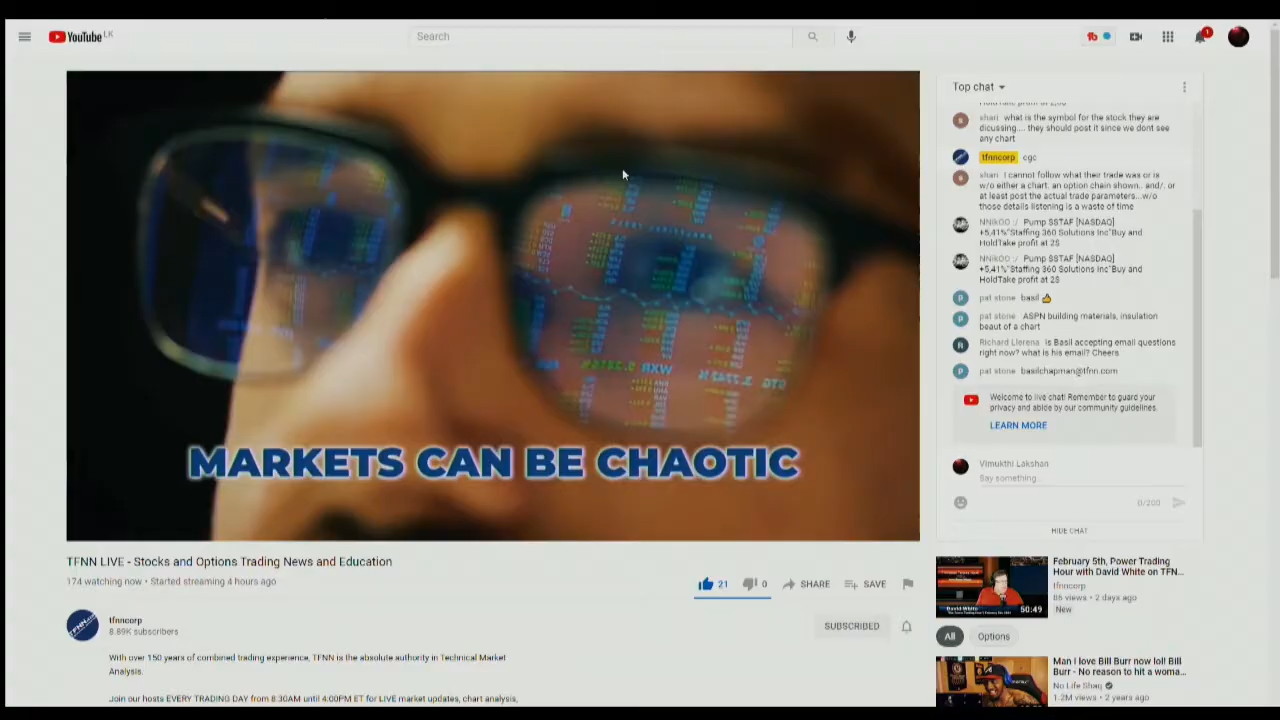 YouTube LK
Search
1
MARKETS CAN BE CHAOTIC
TFNN LIVE - Stocks and Options Trading News and Education
174 watching now • Started streaming 4 hours ago
21
0
SHARE
SAVE
tfnncorp
8.89K subscribers
SUBSCRIBED
With over 150 years of combined trading experience, TFNN is the absolute authority in Technical Market
Analysis.
Join our hosts EVERY TRADING DAY from 8:30AM until 4:00PM ET for LIVE market updates, chart analysis,
Top chat
shari what is the symbol for the stock they are
dicussing.... they should post it since we dont see
any chart
tfnncorp cgc
shari I cannot follow what their trade was or is
w/o either a chart. an option chain shown.. and/. or
at least post the actual trade parameters...w/o
those details listening is a waste of time
NNikOO :/ Pump $STAF [NASDAQ]
+5,41%"Staffing 360 Solutions Inc"Buy and
HoldTake profit at 2$
NNikOO :/ Pump $STAF [NASDAQ]
+5,41%"Staffing 360 Solutions Inc"Buy and
HoldTake profit at 2$
pat stone basil 👍
pat stone ASPN building materials, insulation
beaut of a chart
Richard Llerena is Basil accepting email questions
right now? what is his email? Cheers
pat stone basilchapman@tfnn.com
Welcome to live chat! Remember to guard your
privacy and abide by our community guidelines.
LEARN MORE
Vimukthi Lakshan
Say something...
0/200
HIDE CHAT
February 5th, Power Trading
Hour with David White on TFN...
tfnncorp
86 views • 2 days ago
New
David White
50:49
All
Options
Man I love Bill Burr now lol! Bill
Burr - No reason to hit a woma...
No Life Shaq
1.2M views • 2 years ago